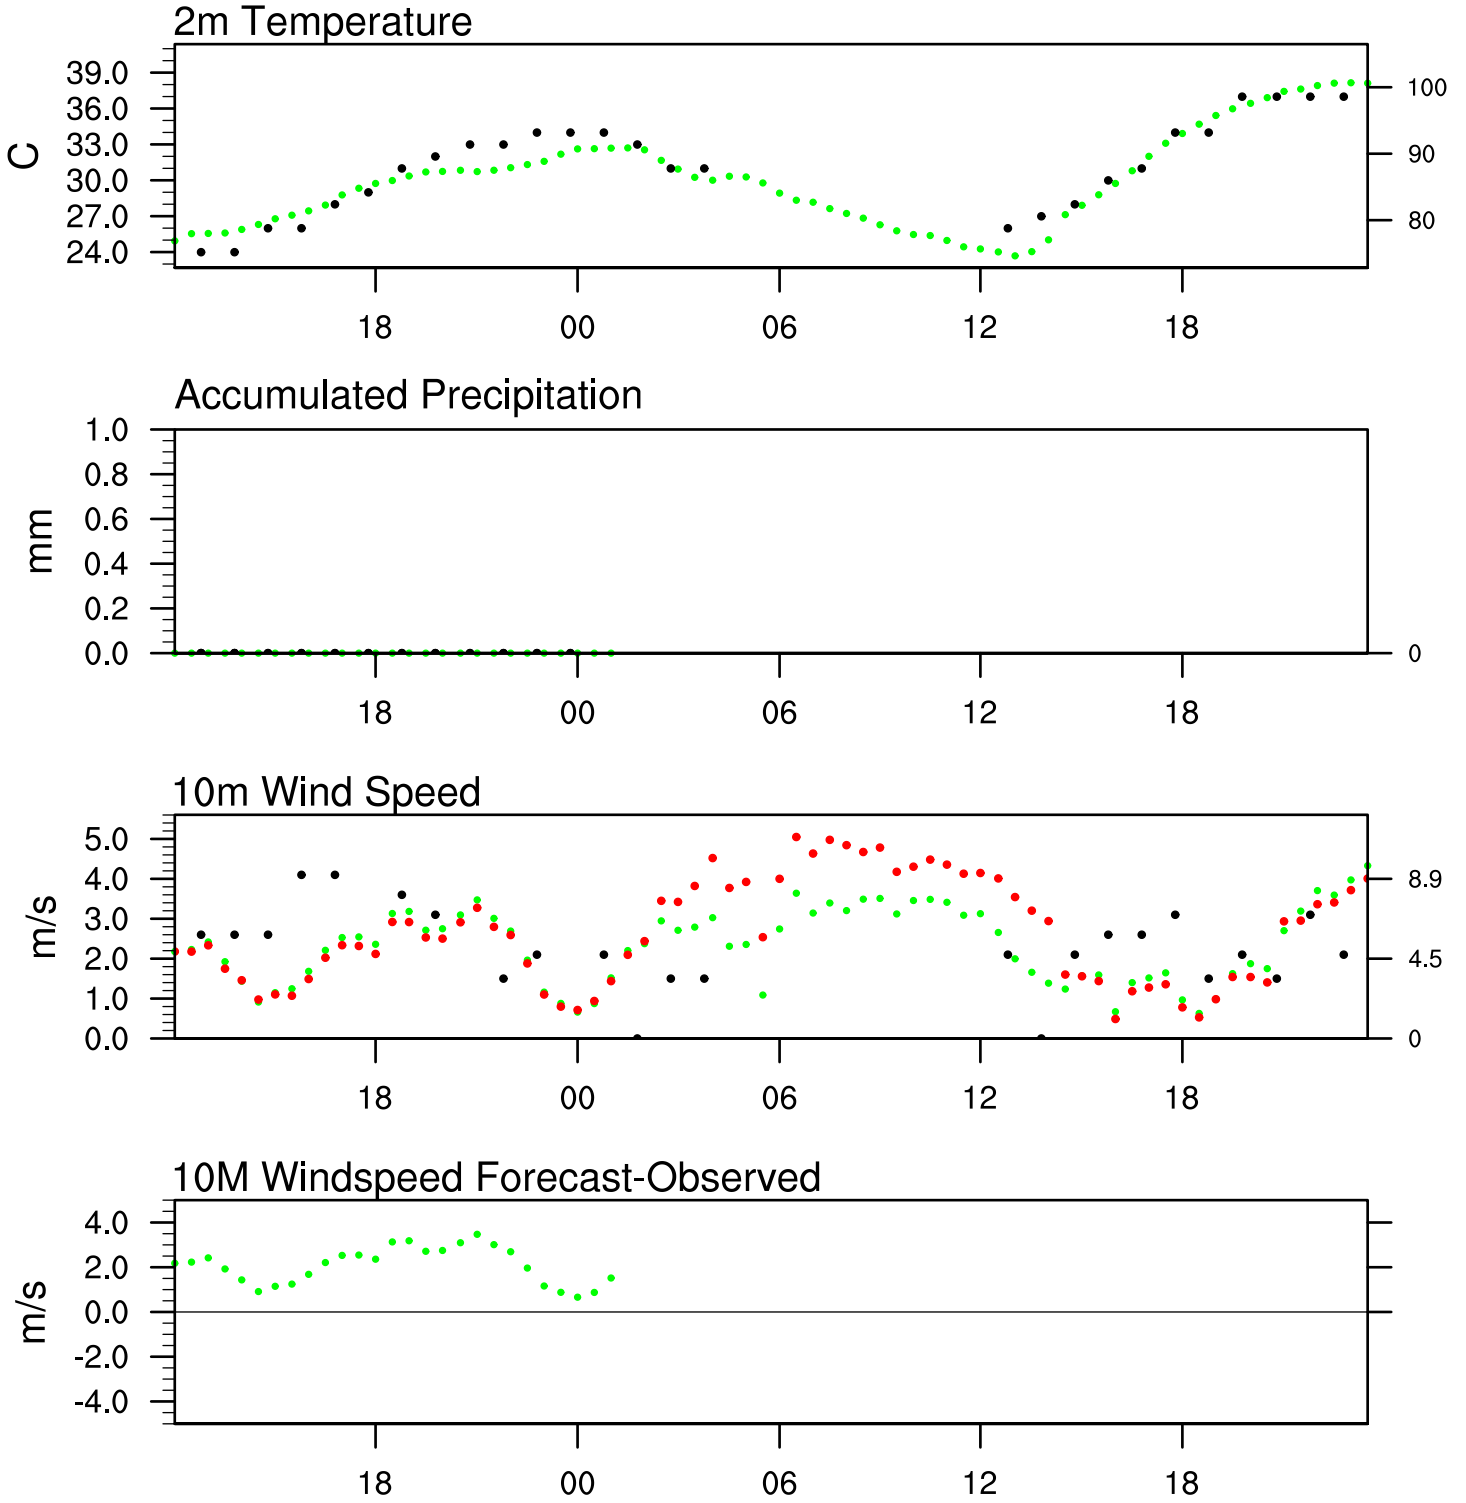 2m Temperature
39.0
36.0
33.0
30.0
27.0
24.0
C
100
90
80
18 00 06 12 18
Accumulated Precipitation
1.0
0.8
0.6
0.4
0.2
0.0
mm
0
18 00 06 12 18
10m Wind Speed
5.0
4.0
3.0
2.0
1.0
0.0
m/s
8.9
4.5
0
18 00 06 12 18
10M Windspeed Forecast-Observed
4.0
2.0
0.0
-2.0
-4.0
m/s
18 00 06 12 18